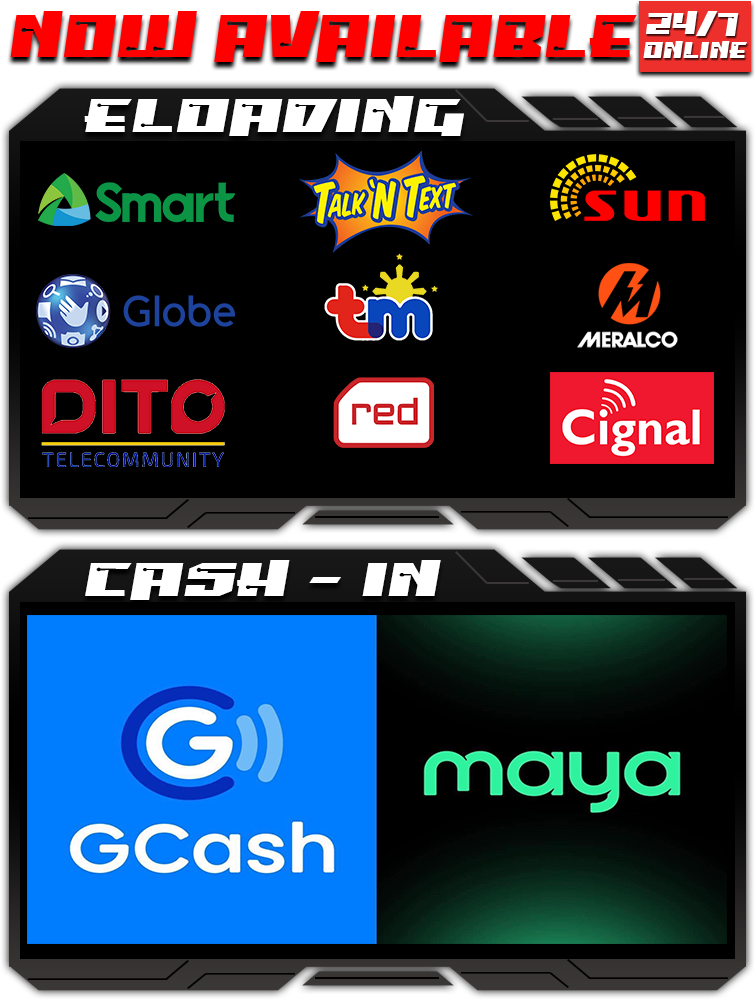 NOW AVAILABLE
24/7
ONLINE
ELOADING
Smart
TALK 'N TEXT
sun
Globe
tm
MERALCO
DITO
TELECOMMUNITY
red
Cignal
CASH - IN
G
GCash
maya